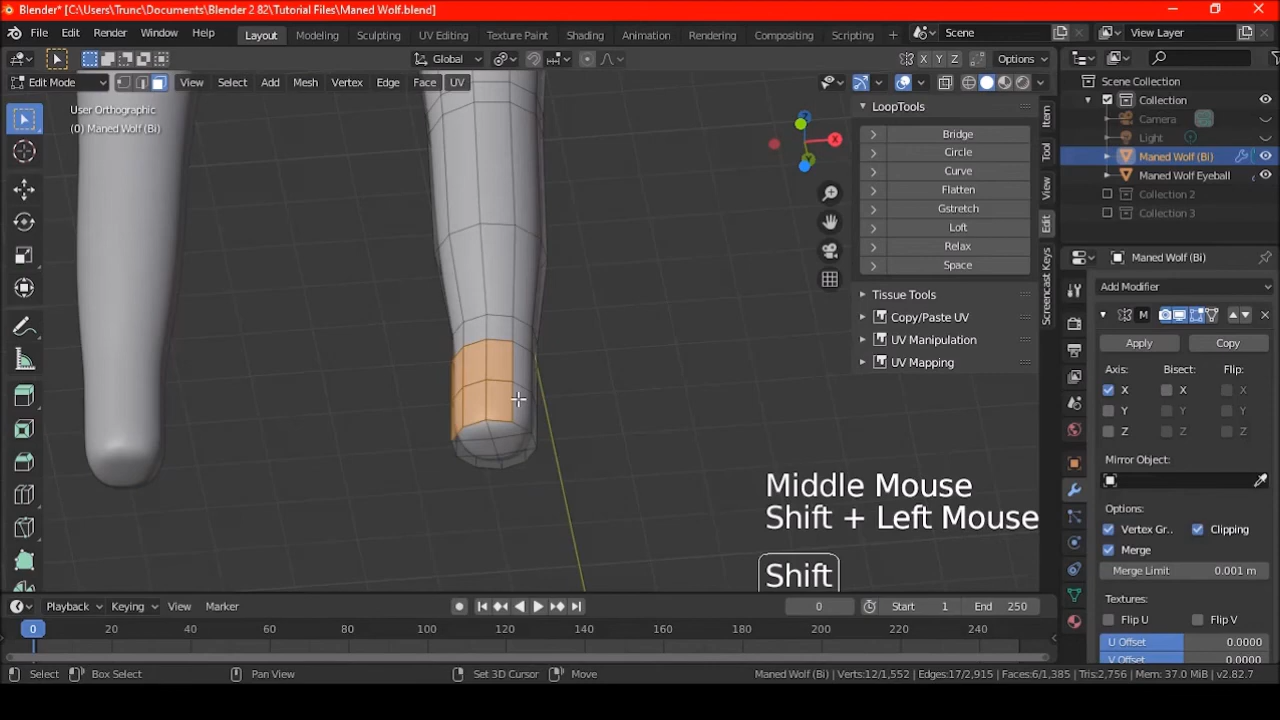 Blender* [C:\Users\Trunc\Documents\Blender 2 82\Tutorial Files\Maned Wolf.blend]
File Edit Render Window Help Layout Modeling Sculpting UV Editing Texture Paint Shading Animation Rendering Compositing Scripting + Scene View Layer
Global X Y Z Options
Edit Mode View Select Add Mesh Vertex Edge Face UV
User Orthographic
(0) Maned Wolf (Bi)
LoopTools
Bridge
Circle
Curve
Flatten
Gstretch
Loft
Relax
Space
Tissue Tools
Copy/Paste UV
UV Manipulation
UV Mapping
Item
Tool
View
Edit
Screencast Keys
X
Y
Z
Scene Collection
Collection
Camera
Light
Maned Wolf (Bi)
Maned Wolf Eyeball
Collection 2
Collection 3
Maned Wolf (Bi)
Add Modifier
M
Apply Copy
Axis: Bisect: Flip:
X X X
Y Y Y
Z Z Z
Mirror Object:
Options:
Vertex Gr... Clipping
Merge
Merge Limit 0.001 m
Textures:
Flip U Flip V
U Offset 0.0000
V Offset 0.0000
Middle Mouse
Shift + Left Mouse
Shift
Playback Keying View Marker 0 Start 1 End 250
0 20 40 60 80 100 120 140 160 180 200 220 240
Select Box Select Pan View Set 3D Cursor Move Maned Wolf (Bi) | Verts:12/1,552 | Edges:17/2,915 | Faces:6/1,385 | Tris:2,756 | Mem: 37.0 MiB | v2.82.7